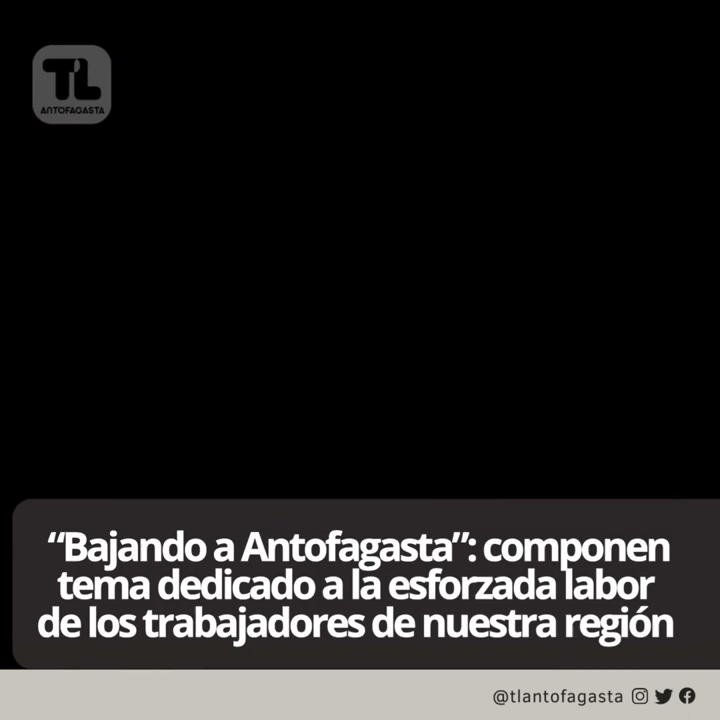 TL
ANTOFAGASTA
“Bajando a Antofagasta”: componen
tema dedicado a la esforzada labor
de los trabajadores de nuestra región
@tlantofagasta